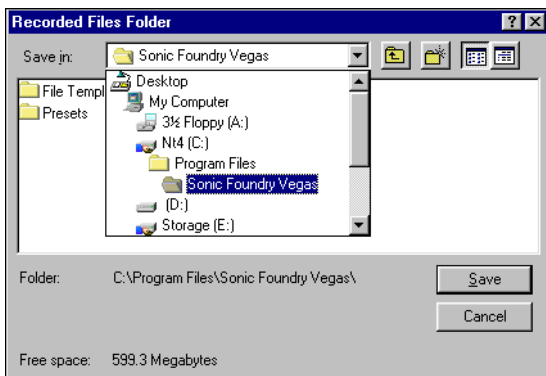 Recorded Files Folder
Save in:
Sonic Foundry Vegas
Desktop
My Computer
3½ Floppy (A:)
Nt4 (C:)
Program Files
Sonic Foundry Vegas
(D:)
Storage (E:)
File Templ
Presets
Folder: C:\Program Files\Sonic Foundry Vegas\
Save
Cancel
Free space: 599.3 Megabytes